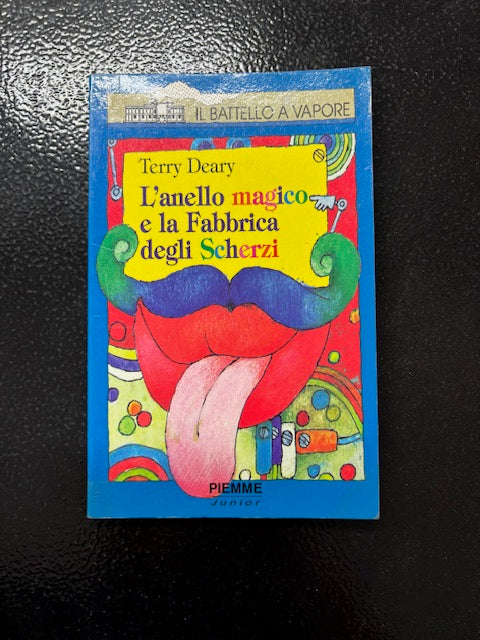 IL BATTELLO A VAPORE
Terry Deary
L'anello magico
e la Fabbrica
degli Scherzi
PIEMME
Junior